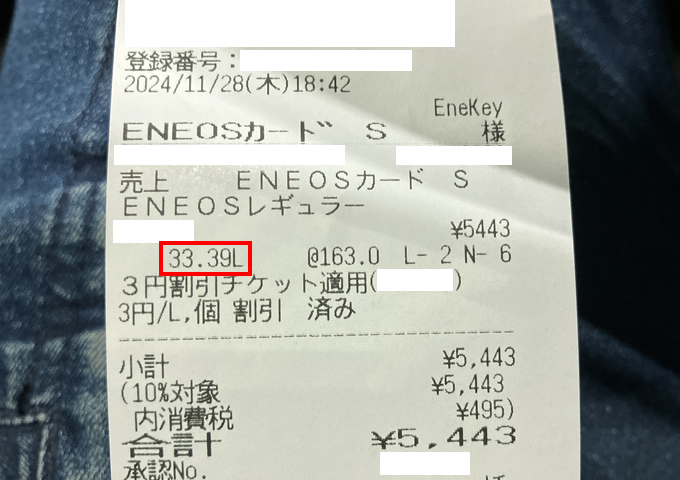 登録番号：
2024/11/28(木)18:42
EneKey
ENEOSカード S 様
売上 ENEOSカード S
ENEOSレギュラー
¥5443
33.39L @163.0 L- 2 N- 6
３円割引チケット適用( )
3円/L,個 割引 済み
小計 ¥5,443
(10%対象 ¥5,443
内消費税 ¥495)
合計 ¥5,443
承認No.